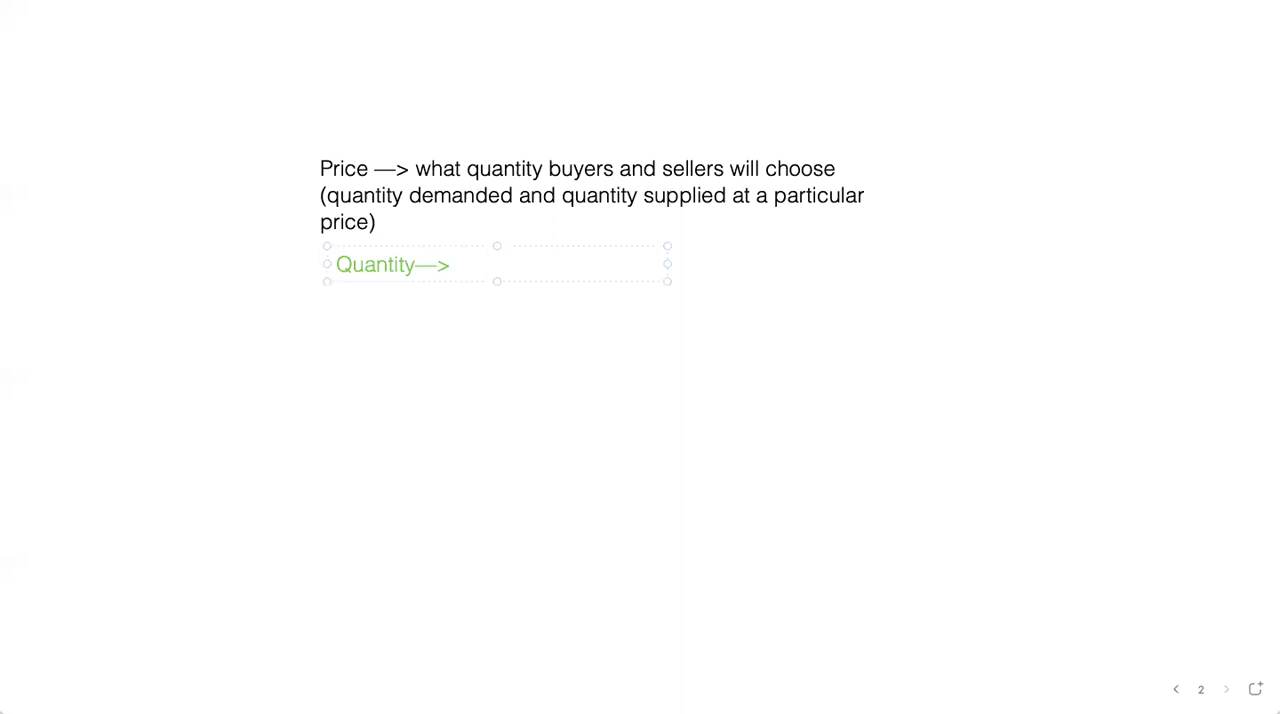 Price —> what quantity buyers and sellers will choose
(quantity demanded and quantity supplied at a particular
price)
Quantity—>
2